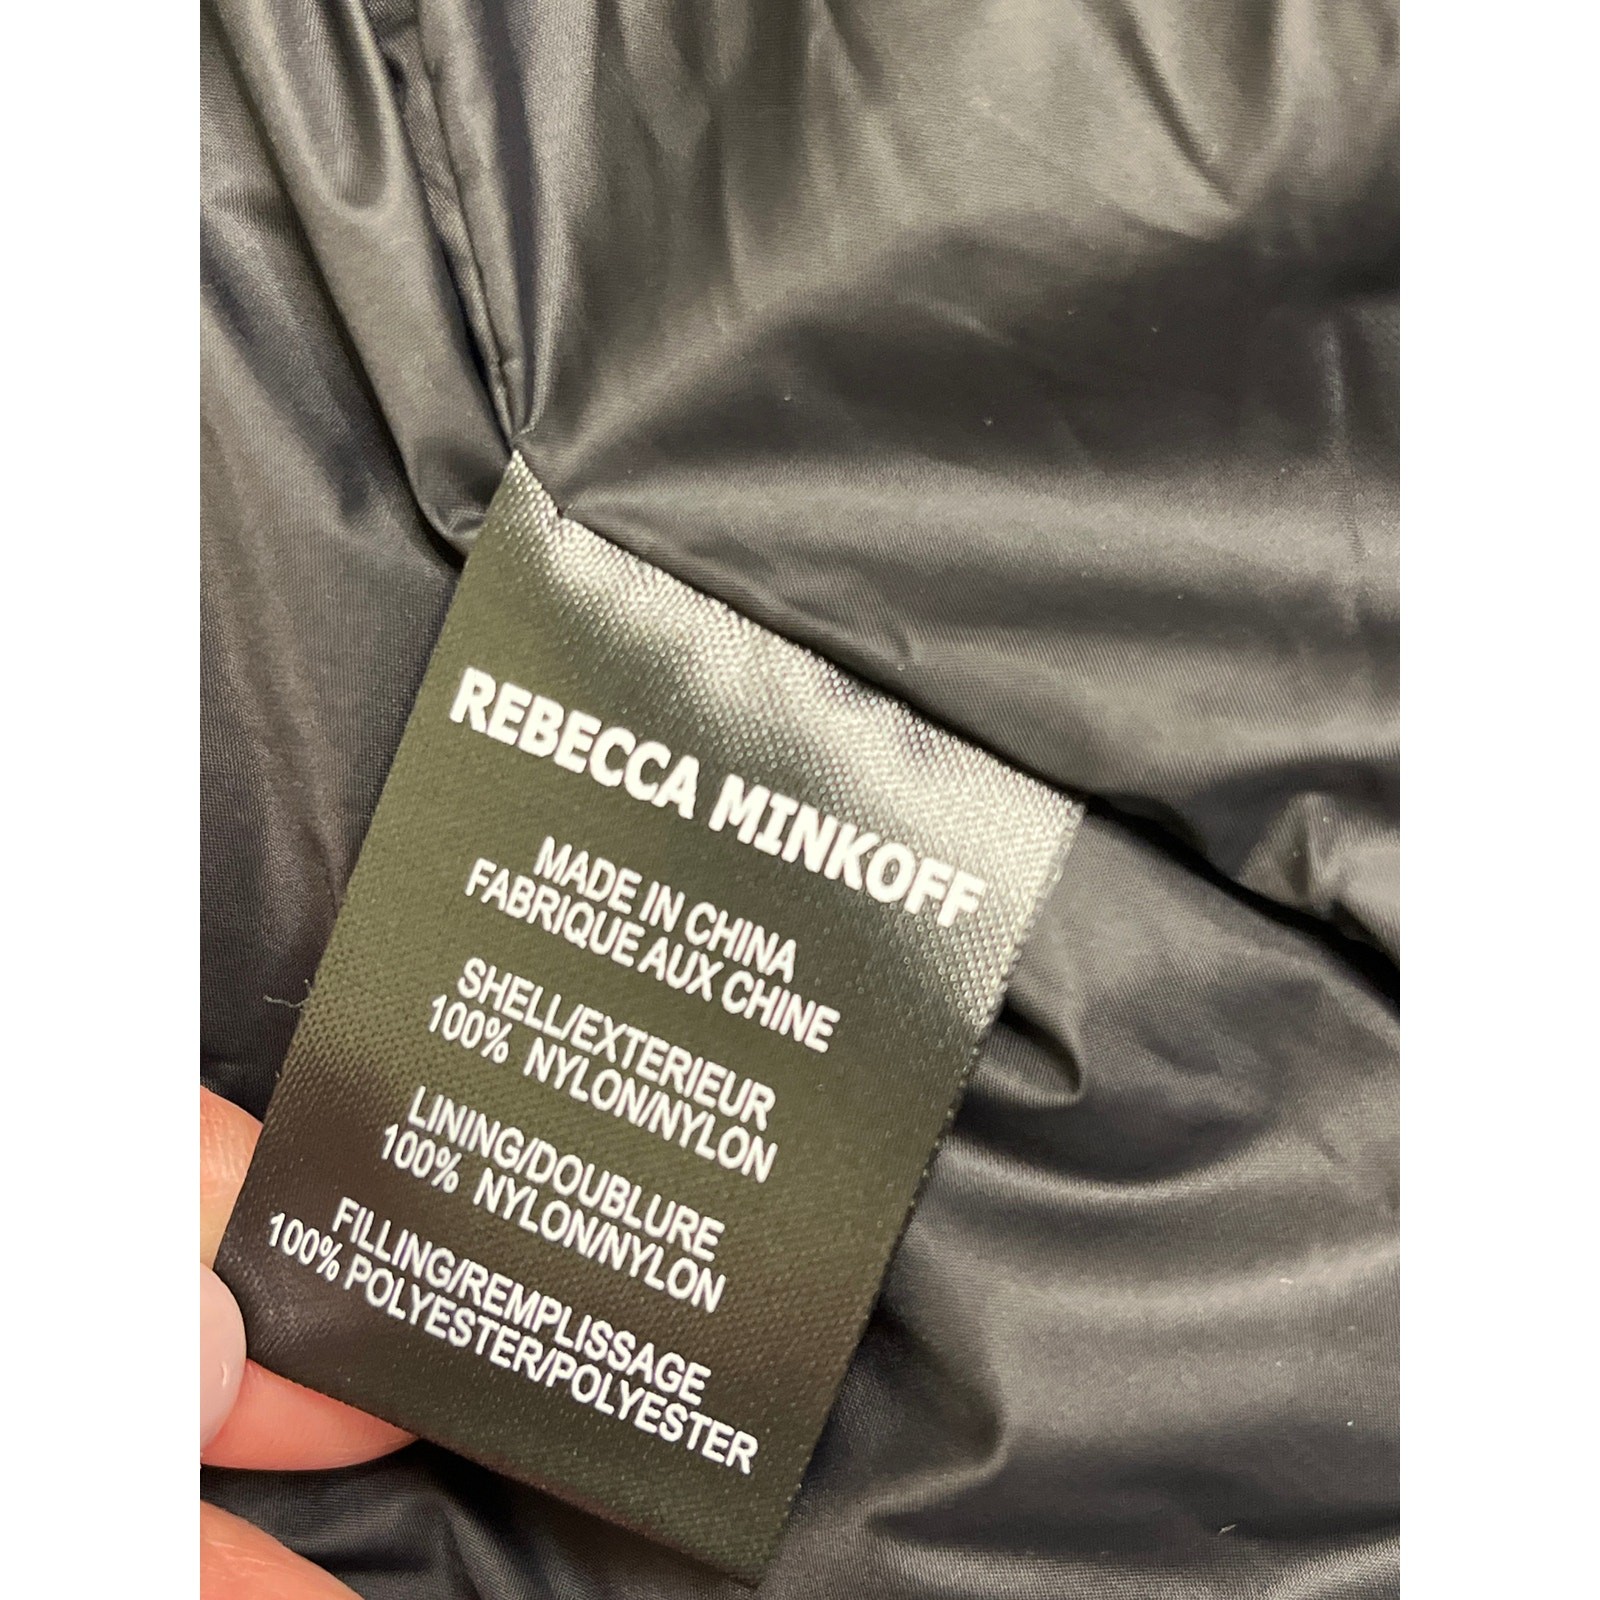 REBECCA MINKOFF
MADE IN CHINA
FABRIQUE AUX CHINE
SHELL/EXTERIEUR
100% NYLON/NYLON
LINING/DOUBLURE
100% NYLON/NYLON
FILLING/REMPLISSAGE
100% POLYESTER/POLYESTER